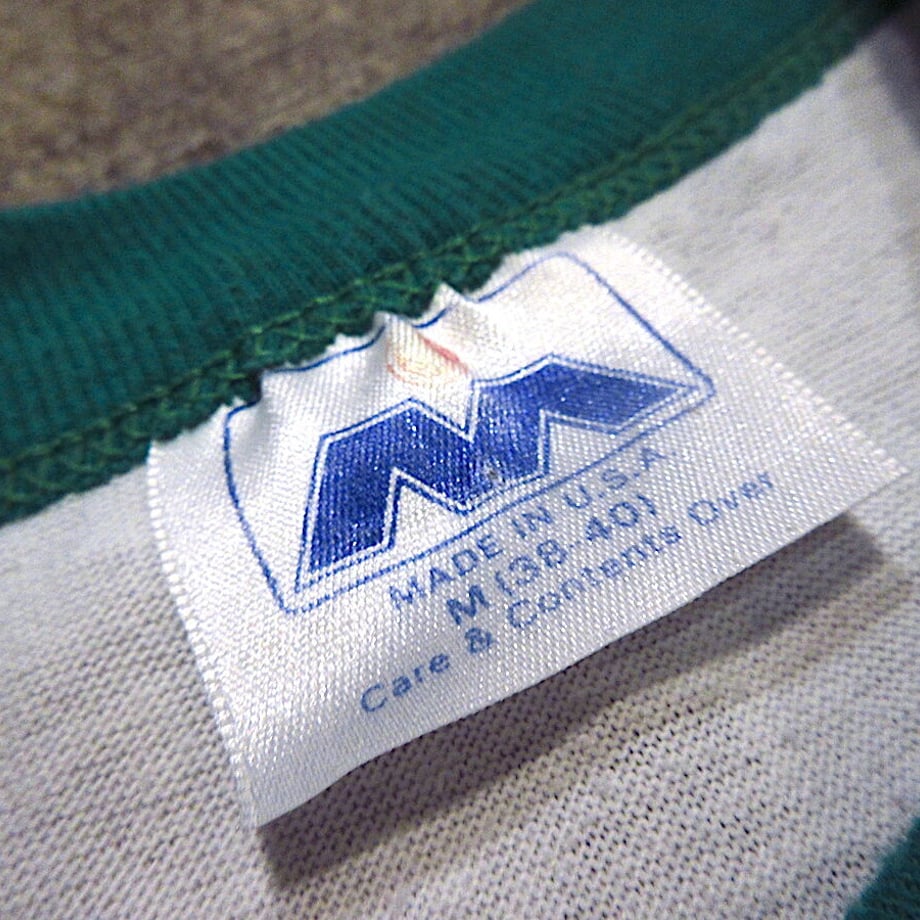 MADE IN U.S.A.
M (38-40)
Care & Contents Over